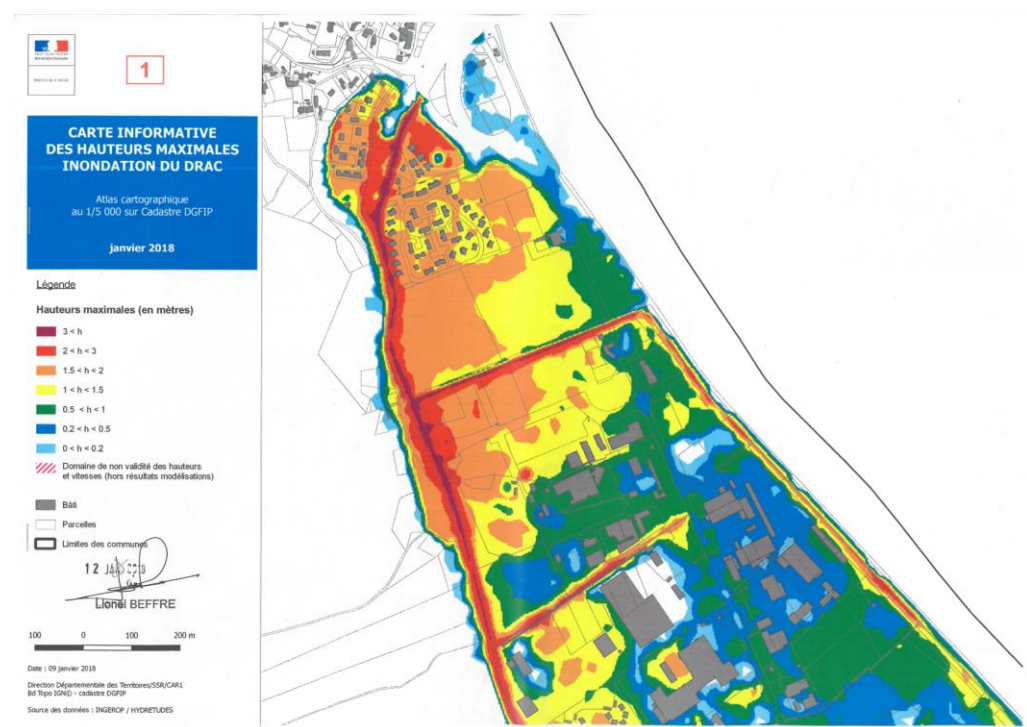 1
CARTE INFORMATIVE
DES HAUTEURS MAXIMALES
INONDATION DU DRAC
Atlas cartographique
au 1/5 000 sur Cadastre DGFIP
janvier 2018
Légende
Hauteurs maximales (en mètres)
3 < h
2 < h < 3
1.5 < h < 2
1 < h < 1.5
0.5 < h < 1
0.2 < h < 0.5
0 < h < 0.2
Domaine de non validité des hauteurs
et vitesses (hors résultats modélisations)
Bâti
Parcelles
Limites des communes
12
Lionel BEFFRE
100 0 100 200 m
Date : 09 janvier 2018
Direction Départementale des Territoires/SSR/CAR1
Bd Topo IGN© - cadastre DGFIP
Source des données : INGEROP / HYDRETUDES